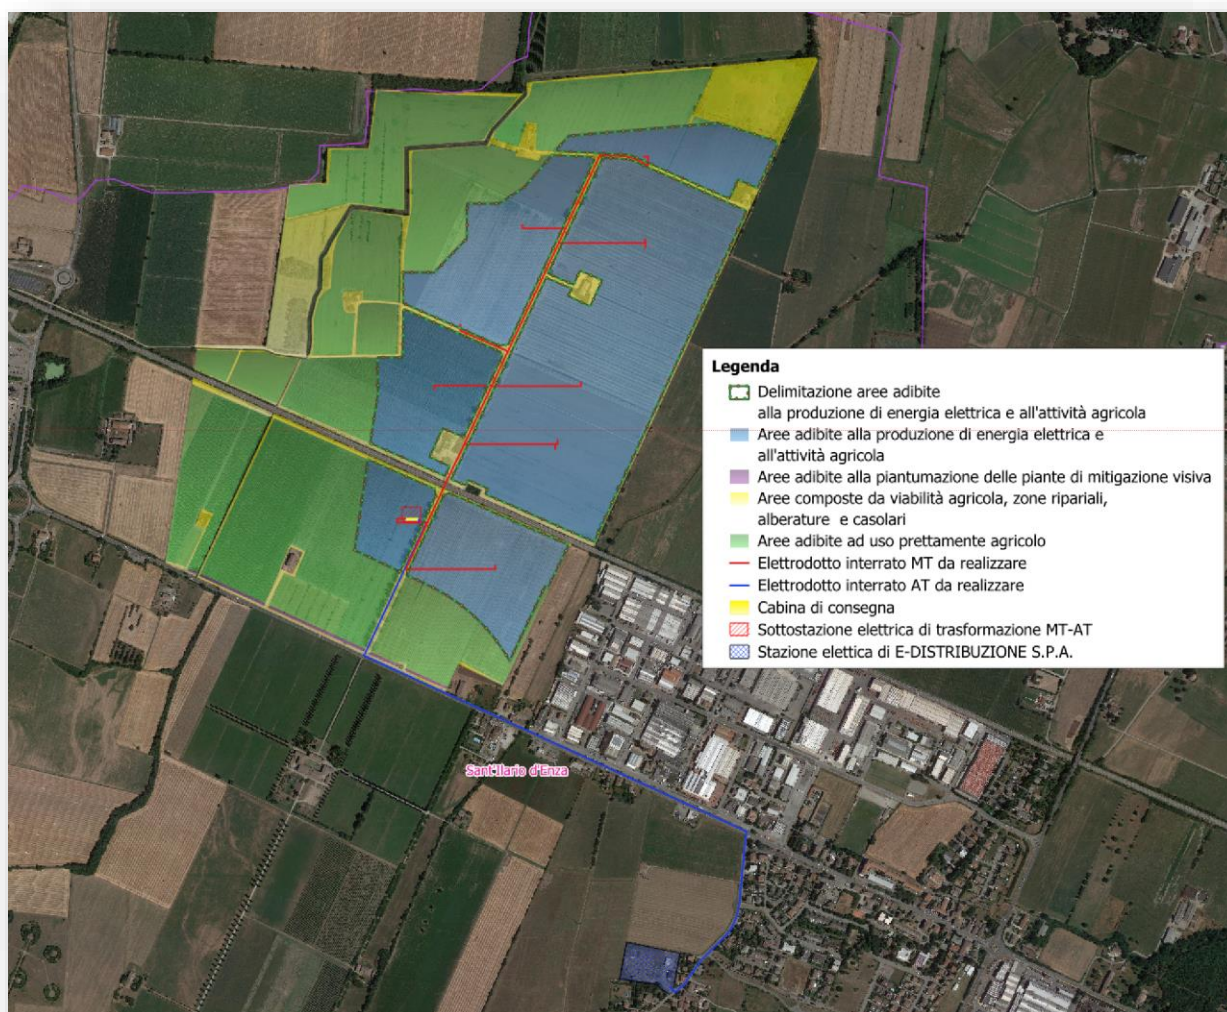 Legenda
Delimitazione aree adibite
alla produzione di energia elettrica e all'attività agricola
Aree adibite alla produzione di energia elettrica e
all'attività agricola
Aree adibite alla piantumazione delle piante di mitigazione visiva
Aree composte da viabilità agricola, zone ripariali,
alberature e casolari
Aree adibite ad uso prettamente agricolo
Elettrodotto interrato MT da realizzare
Elettrodotto interrato AT da realizzare
Cabina di consegna
Sottostazione elettrica di trasformazione MT-AT
Stazione elettica di E-DISTRIBUZIONE S.P.A.
Sant'Ilario d'Enza